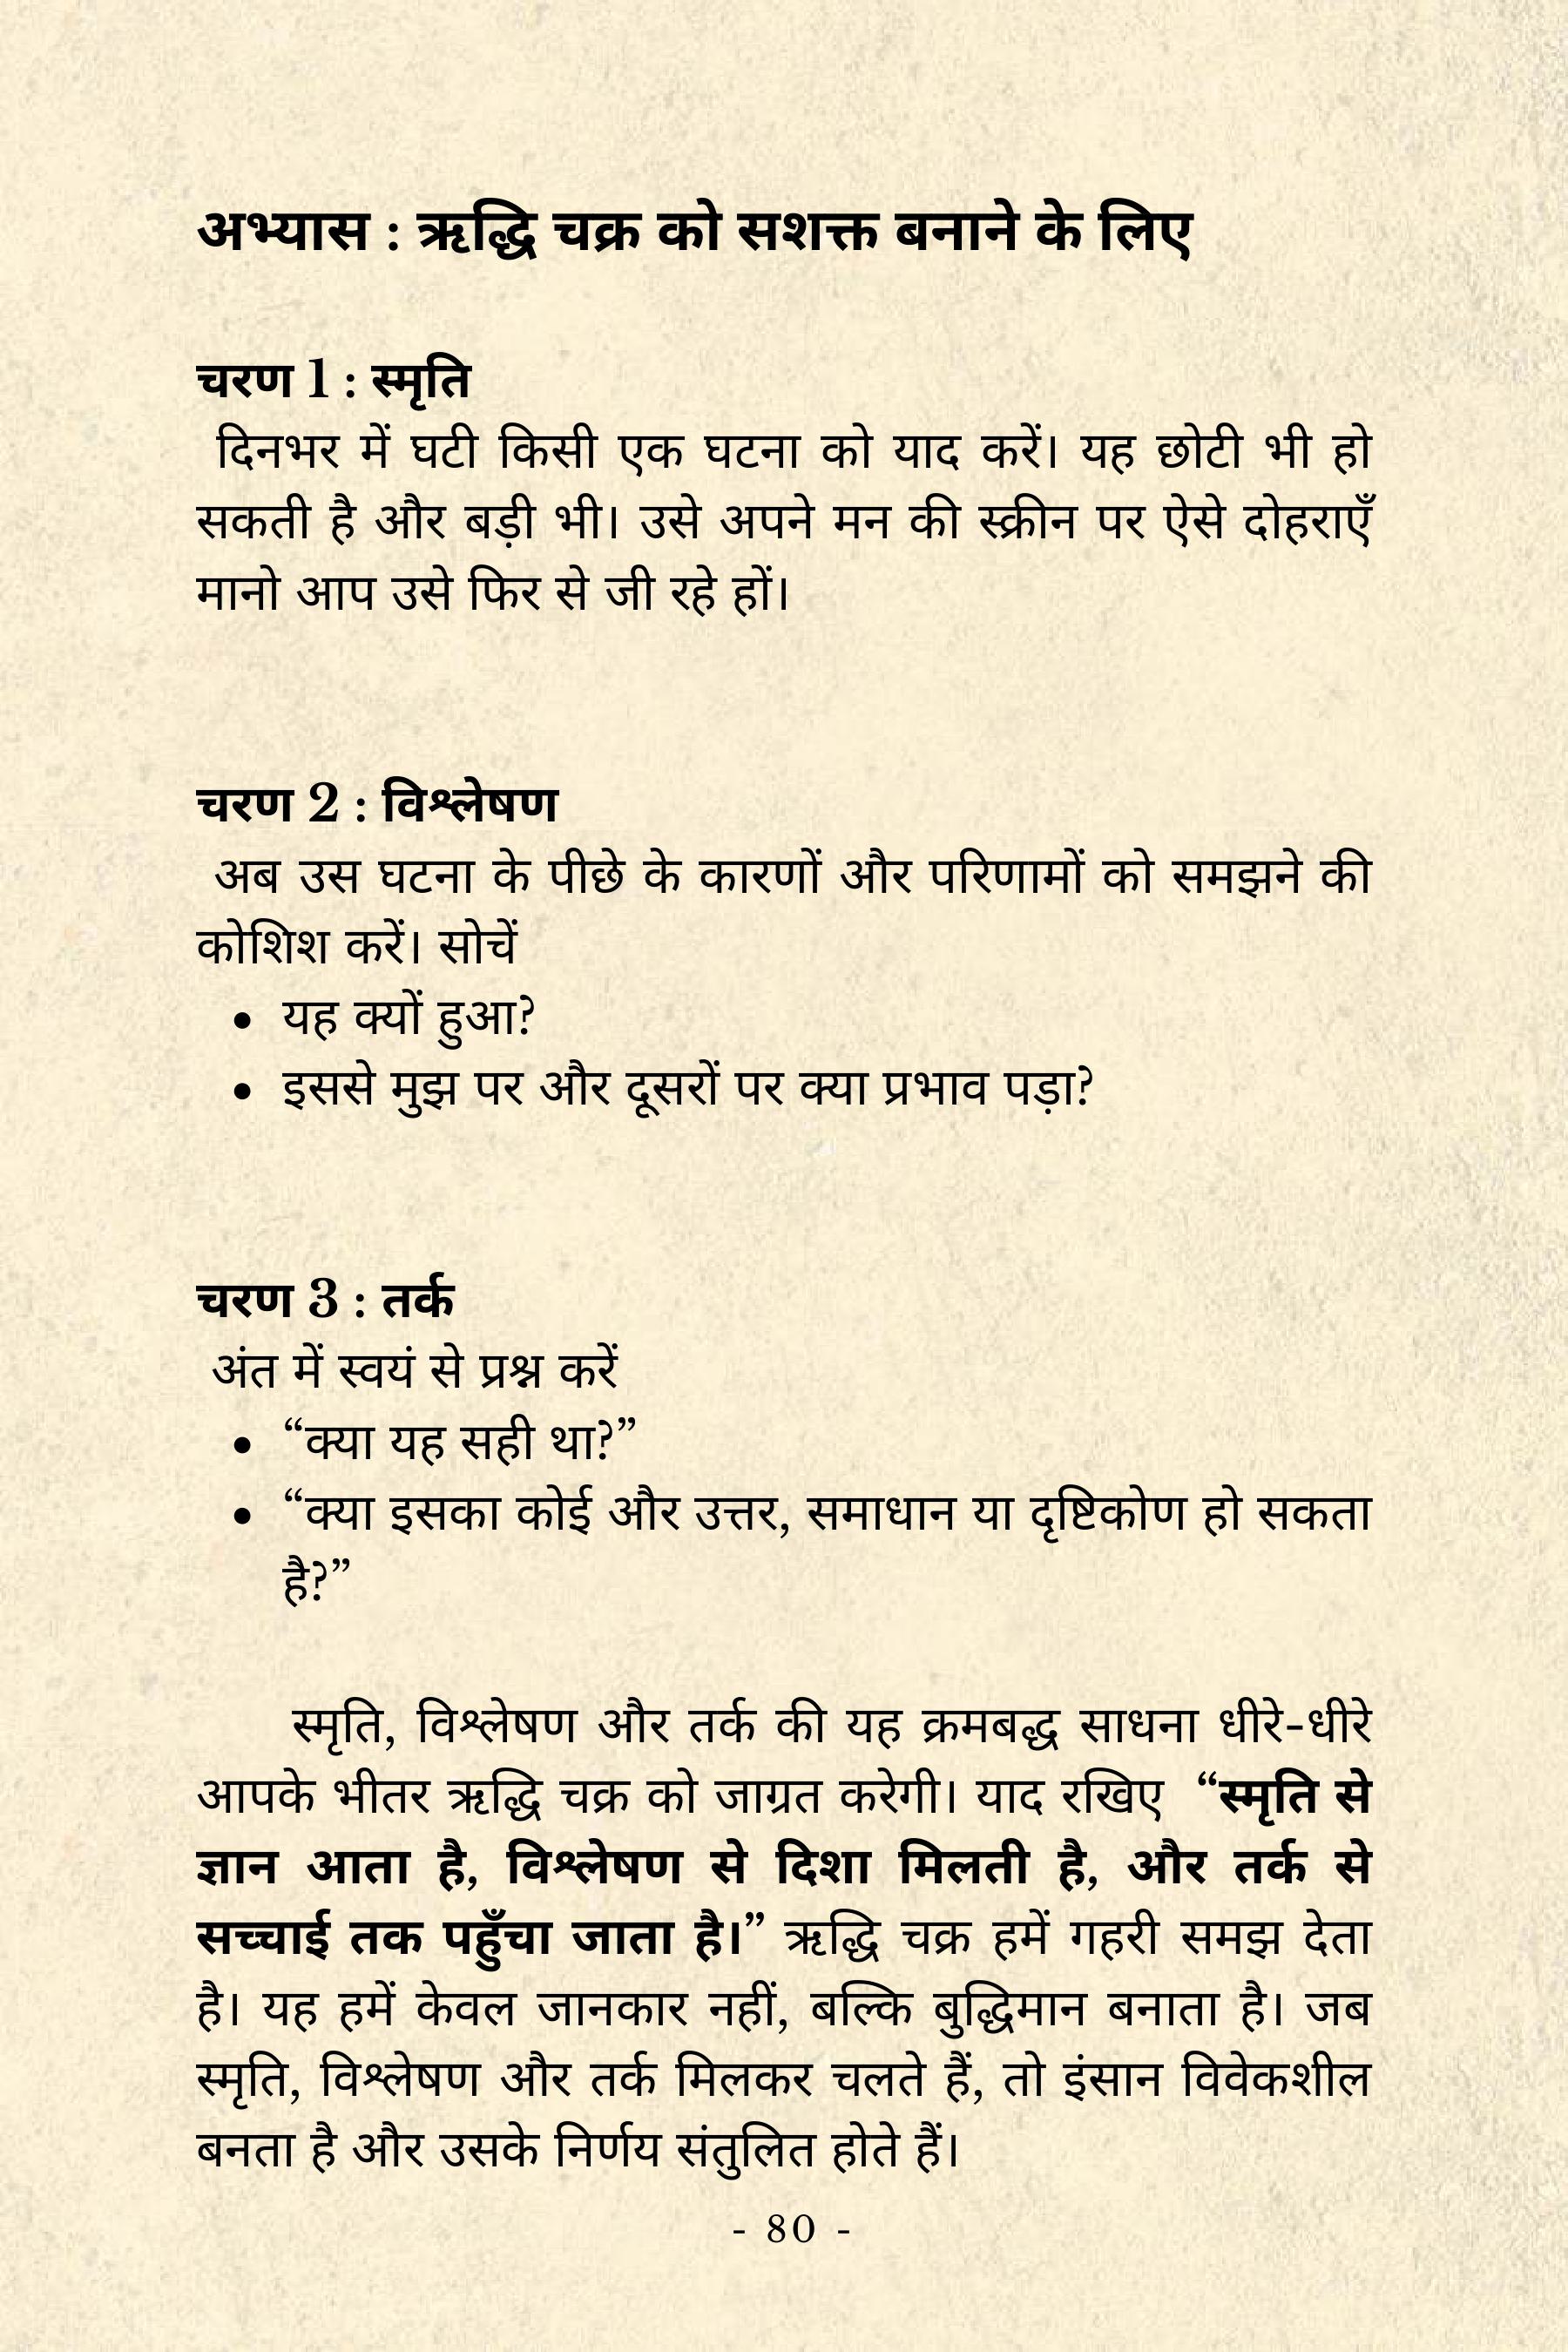 अभ्यास : ऋद्धि चक्र को सशक्त बनाने के लिए
चरण 1 : स्मृति
दिनभर में घटी किसी एक घटना को याद करें। यह छोटी भी हो
सकती है और बड़ी भी। उसे अपने मन की स्क्रीन पर ऐसे दोहराएँ
मानो आप उसे फिर से जी रहे हों।
चरण 2 : विश्लेषण
अब उस घटना के पीछे के कारणों और परिणामों को समझने की
कोशिश करें। सोचें
• यह क्यों हुआ?
• इससे मुझ पर और दूसरों पर क्या प्रभाव पड़ा?
चरण 3 : तर्क
अंत में स्वयं से प्रश्न करें
• “क्या यह सही था?”
• “क्या इसका कोई और उत्तर, समाधान या दृष्टिकोण हो सकता
है?”
स्मृति, विश्लेषण और तर्क की यह क्रमबद्ध साधना धीरे-धीरे
आपके भीतर ऋद्धि चक्र को जाग्रत करेगी। याद रखिए “स्मृति से
ज्ञान आता है, विश्लेषण से दिशा मिलती है, और तर्क से
सच्चाई तक पहुँचा जाता है।” ऋद्धि चक्र हमें गहरी समझ देता
है। यह हमें केवल जानकार नहीं, बल्कि बुद्धिमान बनाता है। जब
स्मृति, विश्लेषण और तर्क मिलकर चलते हैं, तो इंसान विवेकशील
बनता है और उसके निर्णय संतुलित होते हैं।
- 80 -